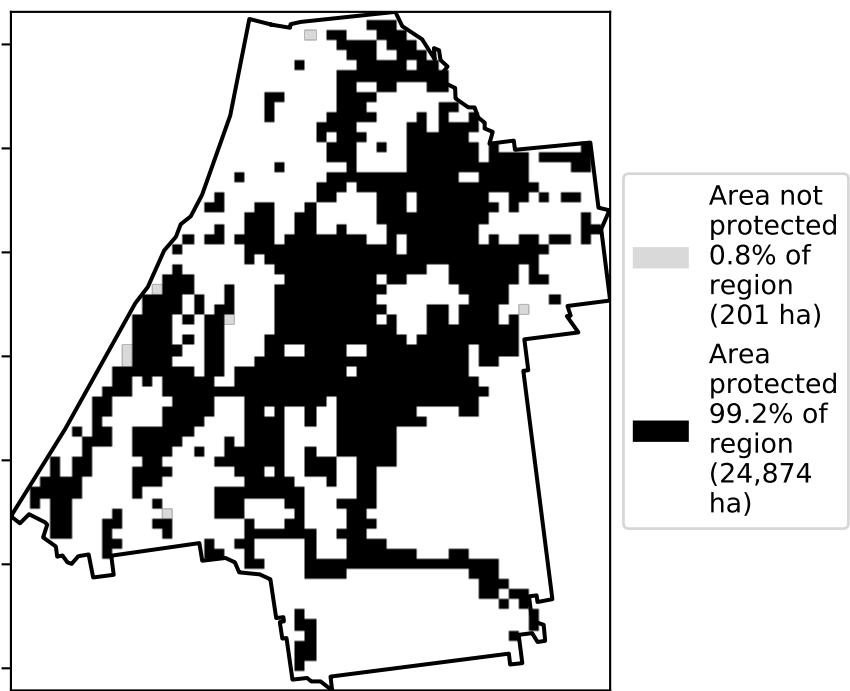 Area not
protected
0.8% of
region
(201 ha)
Area
protected
99.2% of
region
(24,874
ha)